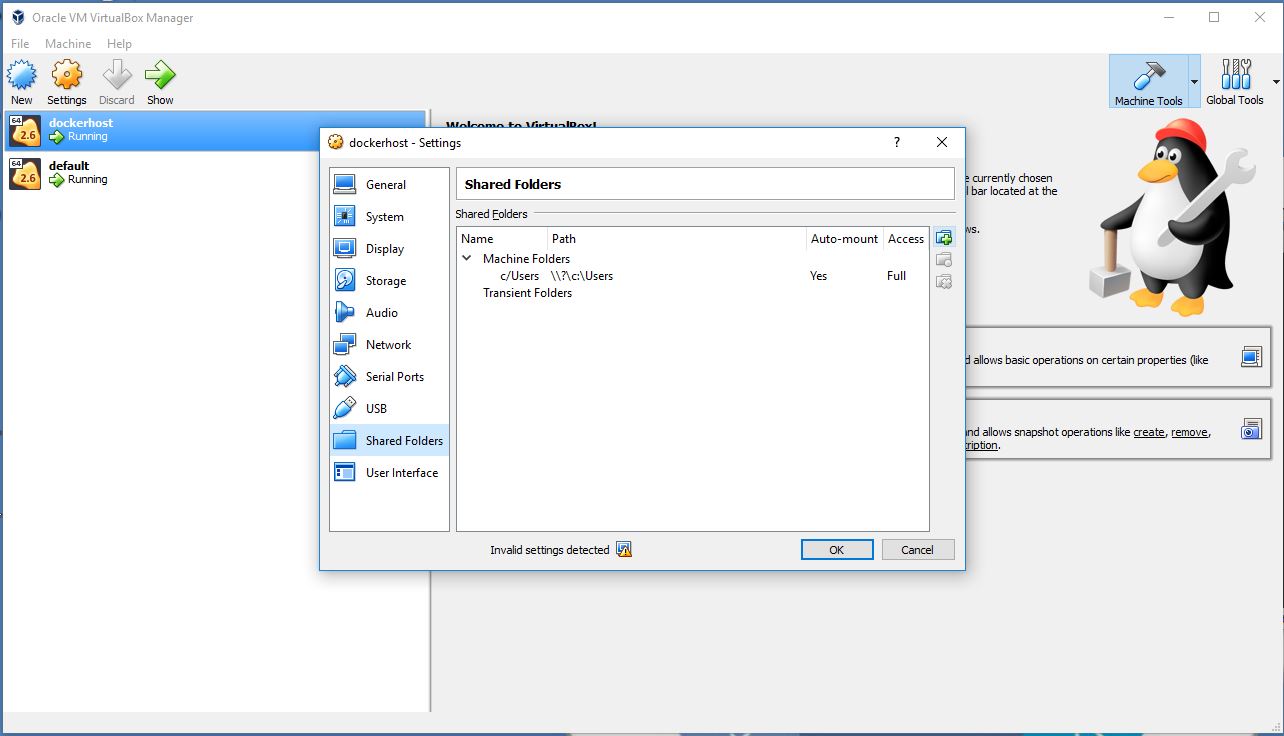 Oracle VM VirtualBox Manager
File Machine Help
New Settings Discard Show
Machine Tools Global Tools
64 2.6 dockerhost
Running
64 2.6 default
Running
Welcome to VirtualBox!
e currently chosen
l bar located at the
ws.
d allows basic operations on certain properties (like
nd allows snapshot operations like create, remove,
ription.
dockerhost - Settings ?
General
System
Display
Storage
Audio
Network
Serial Ports
USB
Shared Folders
User Interface
Shared Folders
Shared Folders
Name Path Auto-mount Access
Machine Folders
c/Users \\?\c:\Users Yes Full
Transient Folders
Invalid settings detected
OK Cancel